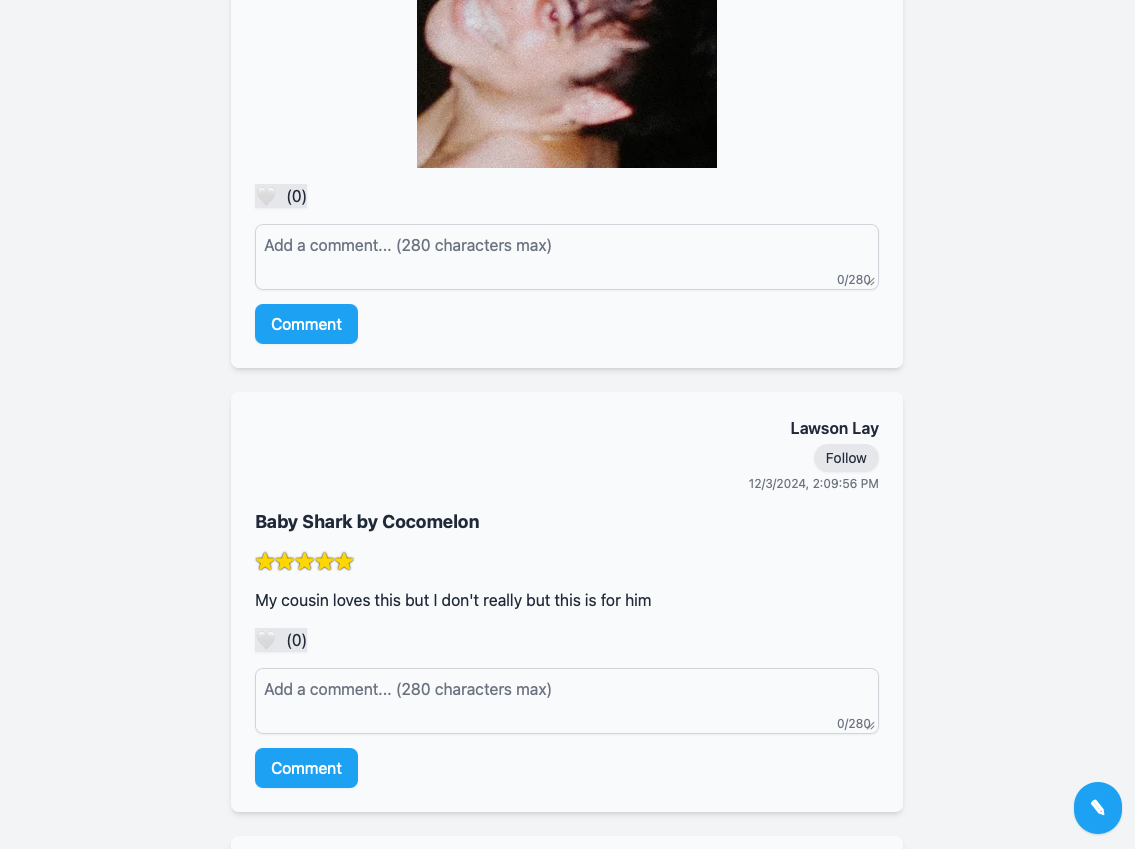 (0)
Add a comment... (280 characters max)
0/280
Comment
Lawson Lay
Follow
12/3/2024, 2:09:56 PM
Baby Shark by Cocomelon
My cousin loves this but I don't really but this is for him
(0)
Add a comment... (280 characters max)
0/280
Comment